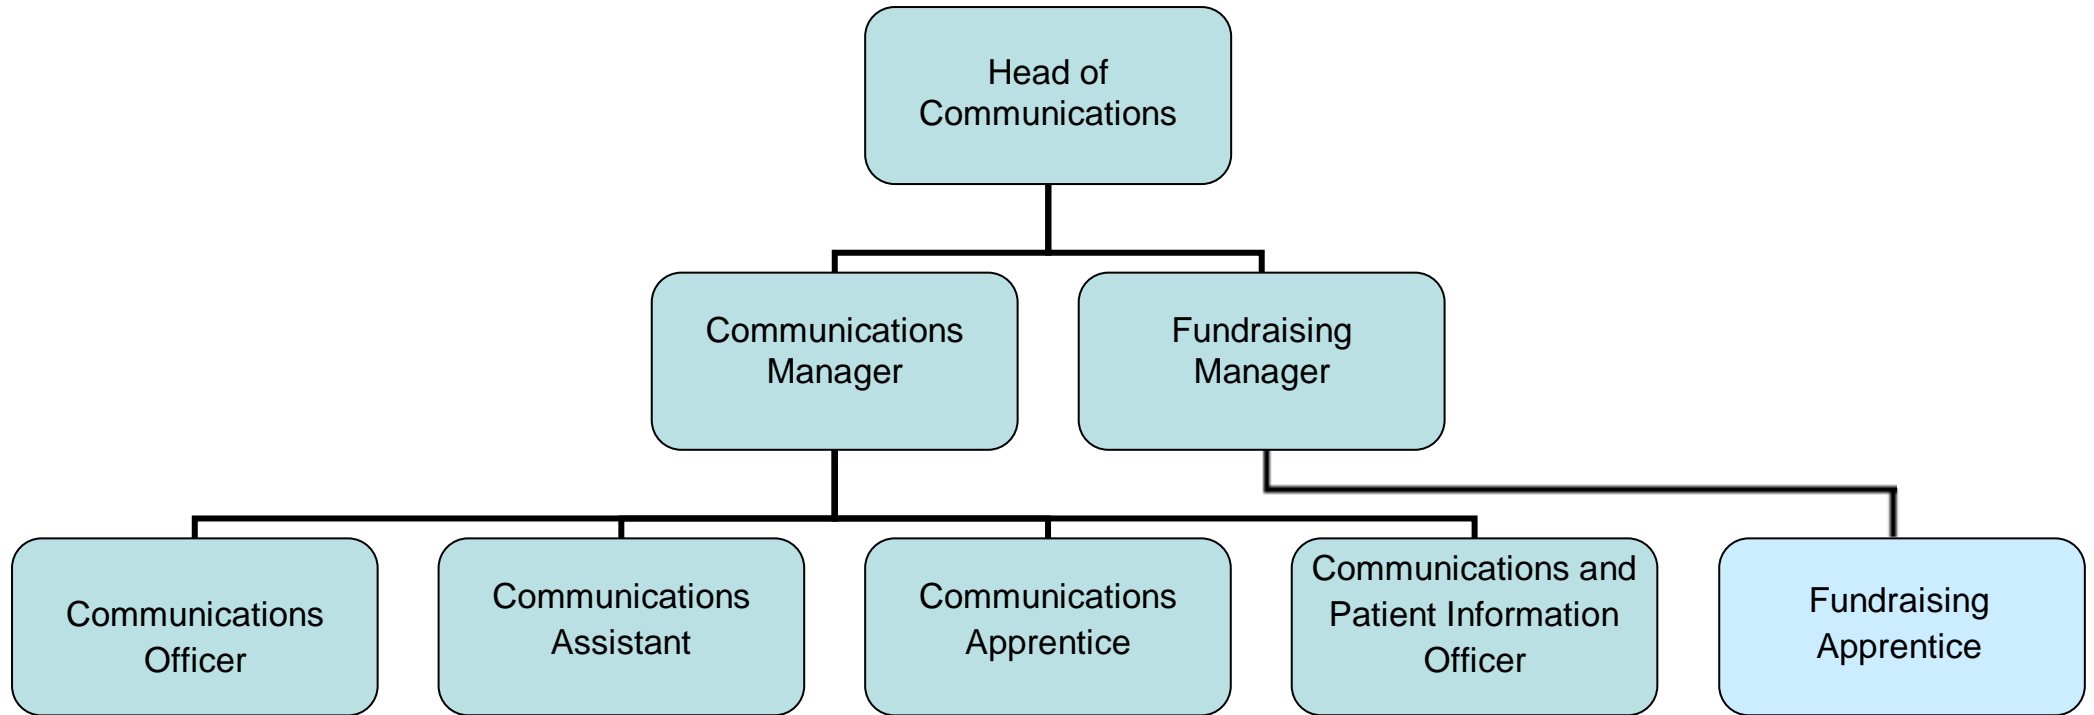 Head of
Communications
Communications
Manager
Fundraising
Manager
Communications
Officer
Communications
Assistant
Communications
Apprentice
Communications and
Patient Information
Officer
Fundraising
Apprentice